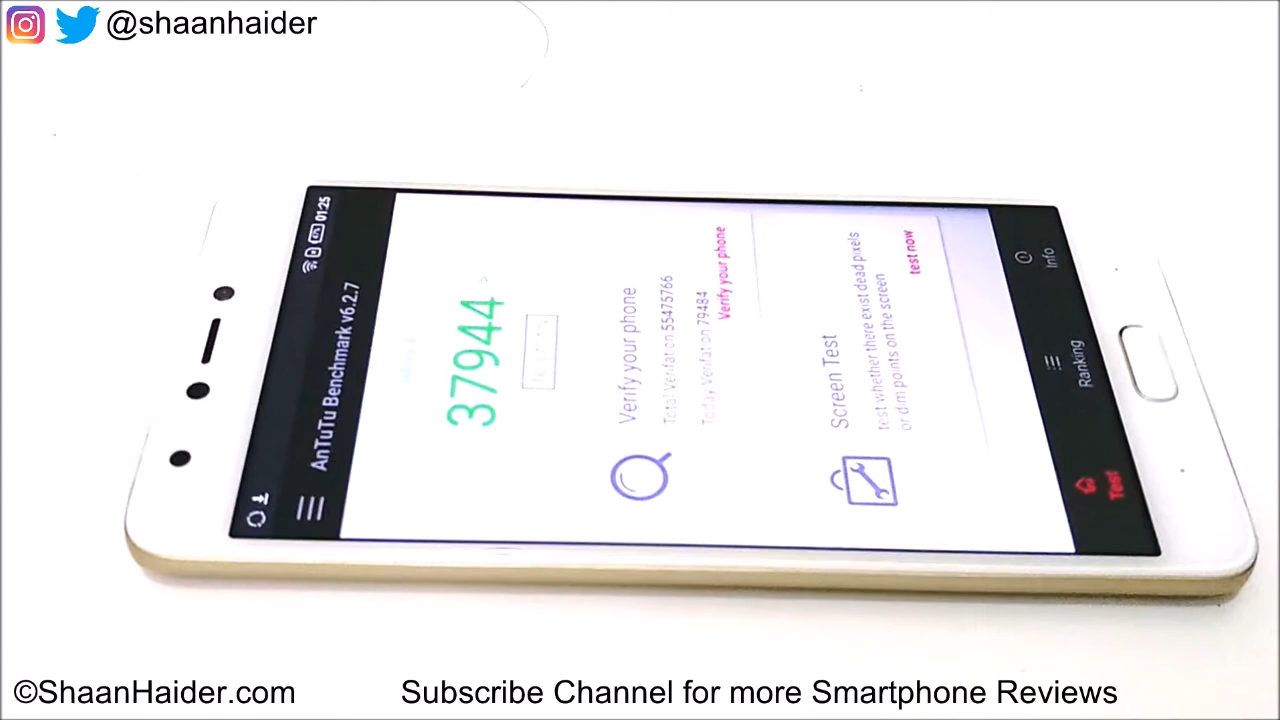 @shaanhaider
01:25
AnTuTu Benchmark v6.2.7
37944
Verify your phone
Total Verifation 55475766
Today Verifation 79484
Verify your phone
Screen Test
test whether there exist dead pixels
or dim points on the screen
test now
Test
Ranking
Info
©ShaanHaider.com
Subscribe Channel for more Smartphone Reviews